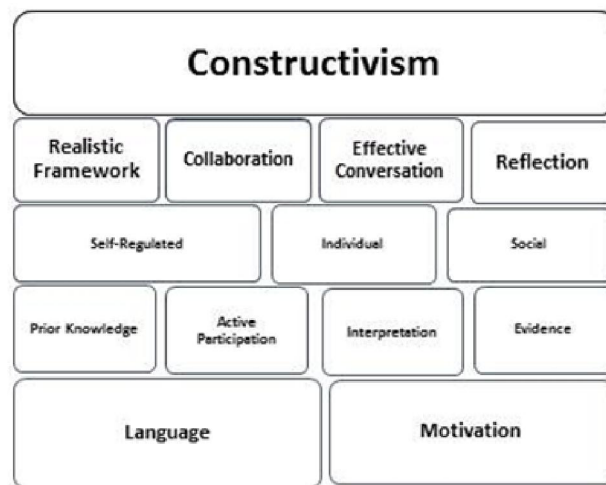 Constructivism
Realistic
Framework
Collaboration
Effective
Conversation
Reflection
Self-Regulated
Individual
Social
Prior Knowledge
Active
Participation
Interpretation
Evidence
Language
Motivation